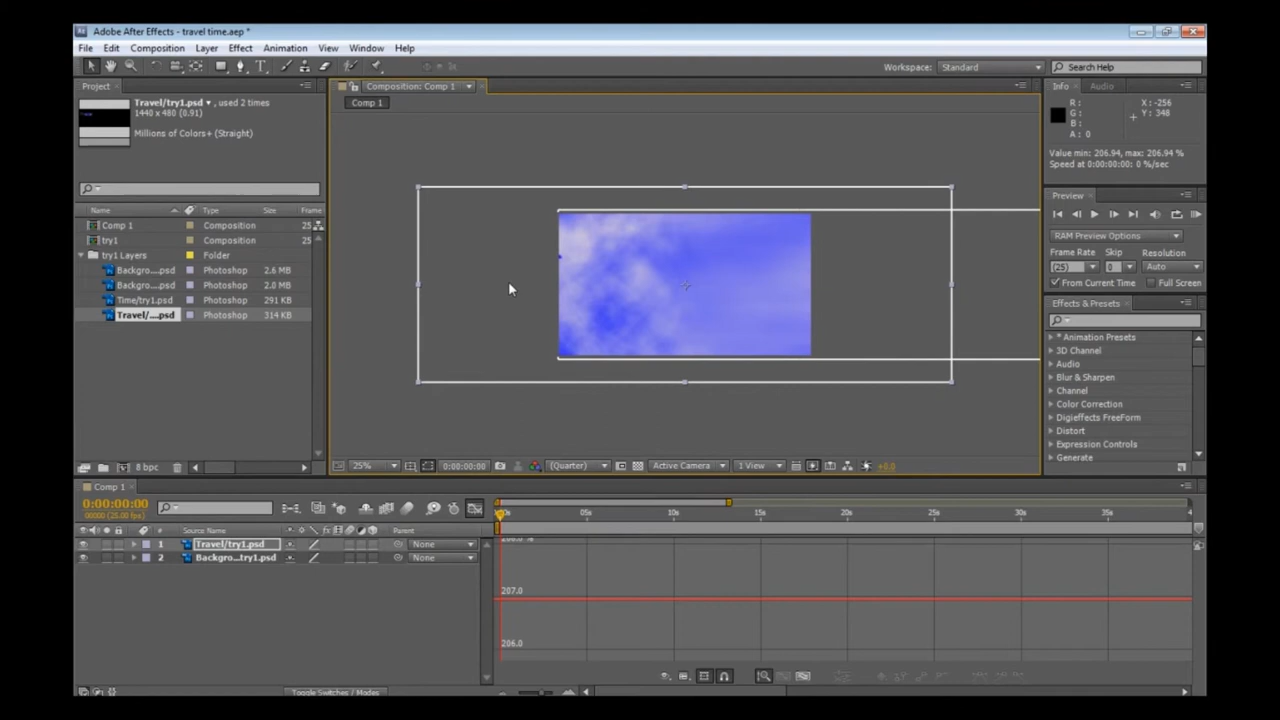 Adobe After Effects - travel time.aep *
File Edit Composition Layer Effect Animation View Window Help
Workspace: Standard Search Help
Project
Travel/try1.psd ▾ , used 2 times
1440 x 480 (0.91)
Millions of Colors+ (Straight)
Name Type Size Frame
Comp 1 Composition 25
try1 Composition 25
try1 Layers Folder
Backgro....psd Photoshop 2.6 MB
Backgro....psd Photoshop 2.0 MB
Time/try1.psd Photoshop 291 KB
Travel/....psd Photoshop 314 KB
8 bpc
Composition: Comp 1
Comp 1
25% 0:00:00:00 (Quarter) Active Camera 1 View +0.0
Info Audio
R: X: -256
G: Y: 348
B:
A: 0
Value min: 206.94, max: 206.94 %
Speed at 0:00:00:00: 0 %/sec
Preview
RAM Preview Options
Frame Rate Skip Resolution
(25) 0 Auto
From Current Time Full Screen
Effects & Presets
* Animation Presets
3D Channel
Audio
Blur & Sharpen
Channel
Color Correction
Digieffects FreeForm
Distort
Expression Controls
Generate
Comp 1
0:00:00:00
00000 (25.00 fps)
# Source Name Parent
1 Travel/try1.psd None
2 Backgro...try1.psd None
05s 10s 15s 20s 25s 30s 35s 4
207.0
206.0
Toggle Switches / Modes